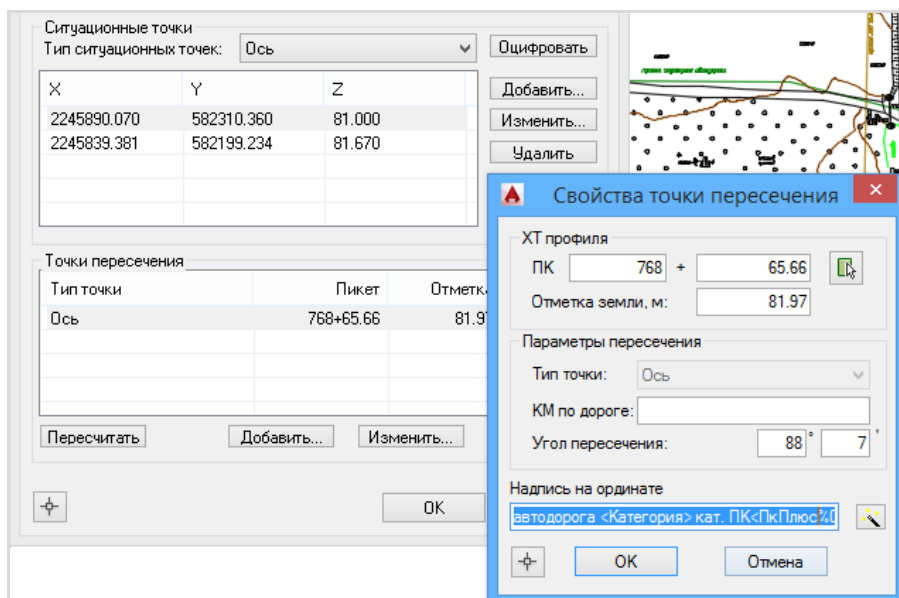 Ситуационные точки
Тип ситуационных точек: Ось
Оцифровать
X Y Z
Добавить...
2245890.070 582310.360 81.000
Изменить...
2245839.381 582199.234 81.670
Удалить
Точки пересечения
Тип точки Пикет Отметк
Ось 768+65.66 81.9
Пересчитать Добавить... Изменить...
OK
Свойства точки пересечения
ХТ профиля
ПК 768 + 65.66
Отметка земли, м: 81.97
Параметры пересечения
Тип точки: Ось
КМ по дороге:
Угол пересечения: 88 ° 7 '
Надпись на ординате
автодорога <Категория> кат. ПК<ПкПлюс%0
OK Отмена